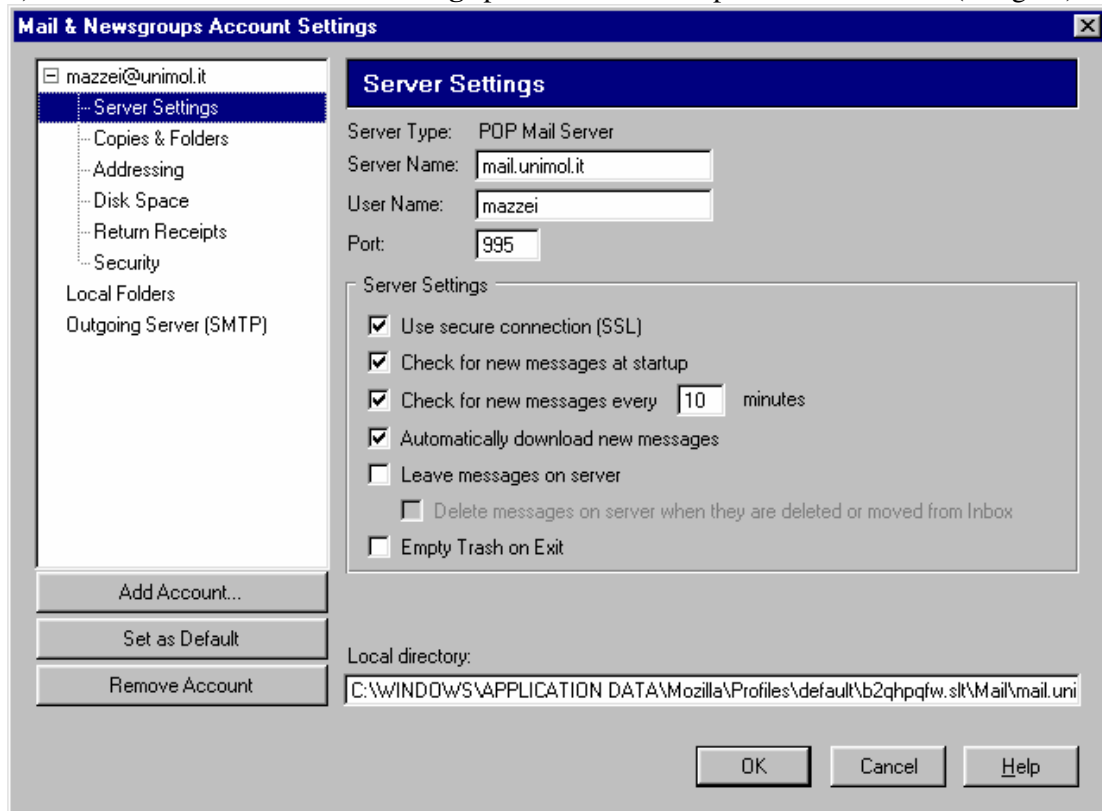 Mail & Newsgroups Account Settings
mazzei@unimol.it
Server Settings
Copies & Folders
Addressing
Disk Space
Return Receipts
Security
Local Folders
Outgoing Server (SMTP)
Add Account...
Set as Default
Remove Account
Server Settings
Server Type: POP Mail Server
Server Name: mail.unimol.it
User Name: mazzei
Port: 995
Server Settings
Use secure connection (SSL)
Check for new messages at startup
Check for new messages every 10 minutes
Automatically download new messages
Leave messages on server
Delete messages on server when they are deleted or moved from Inbox
Empty Trash on Exit
Local directory:
C:\WINDOWS\APPLICATION DATA\Mozilla\Profiles\default\b2qhpqfw.slt\Mail\mail.uni
OK Cancel Help